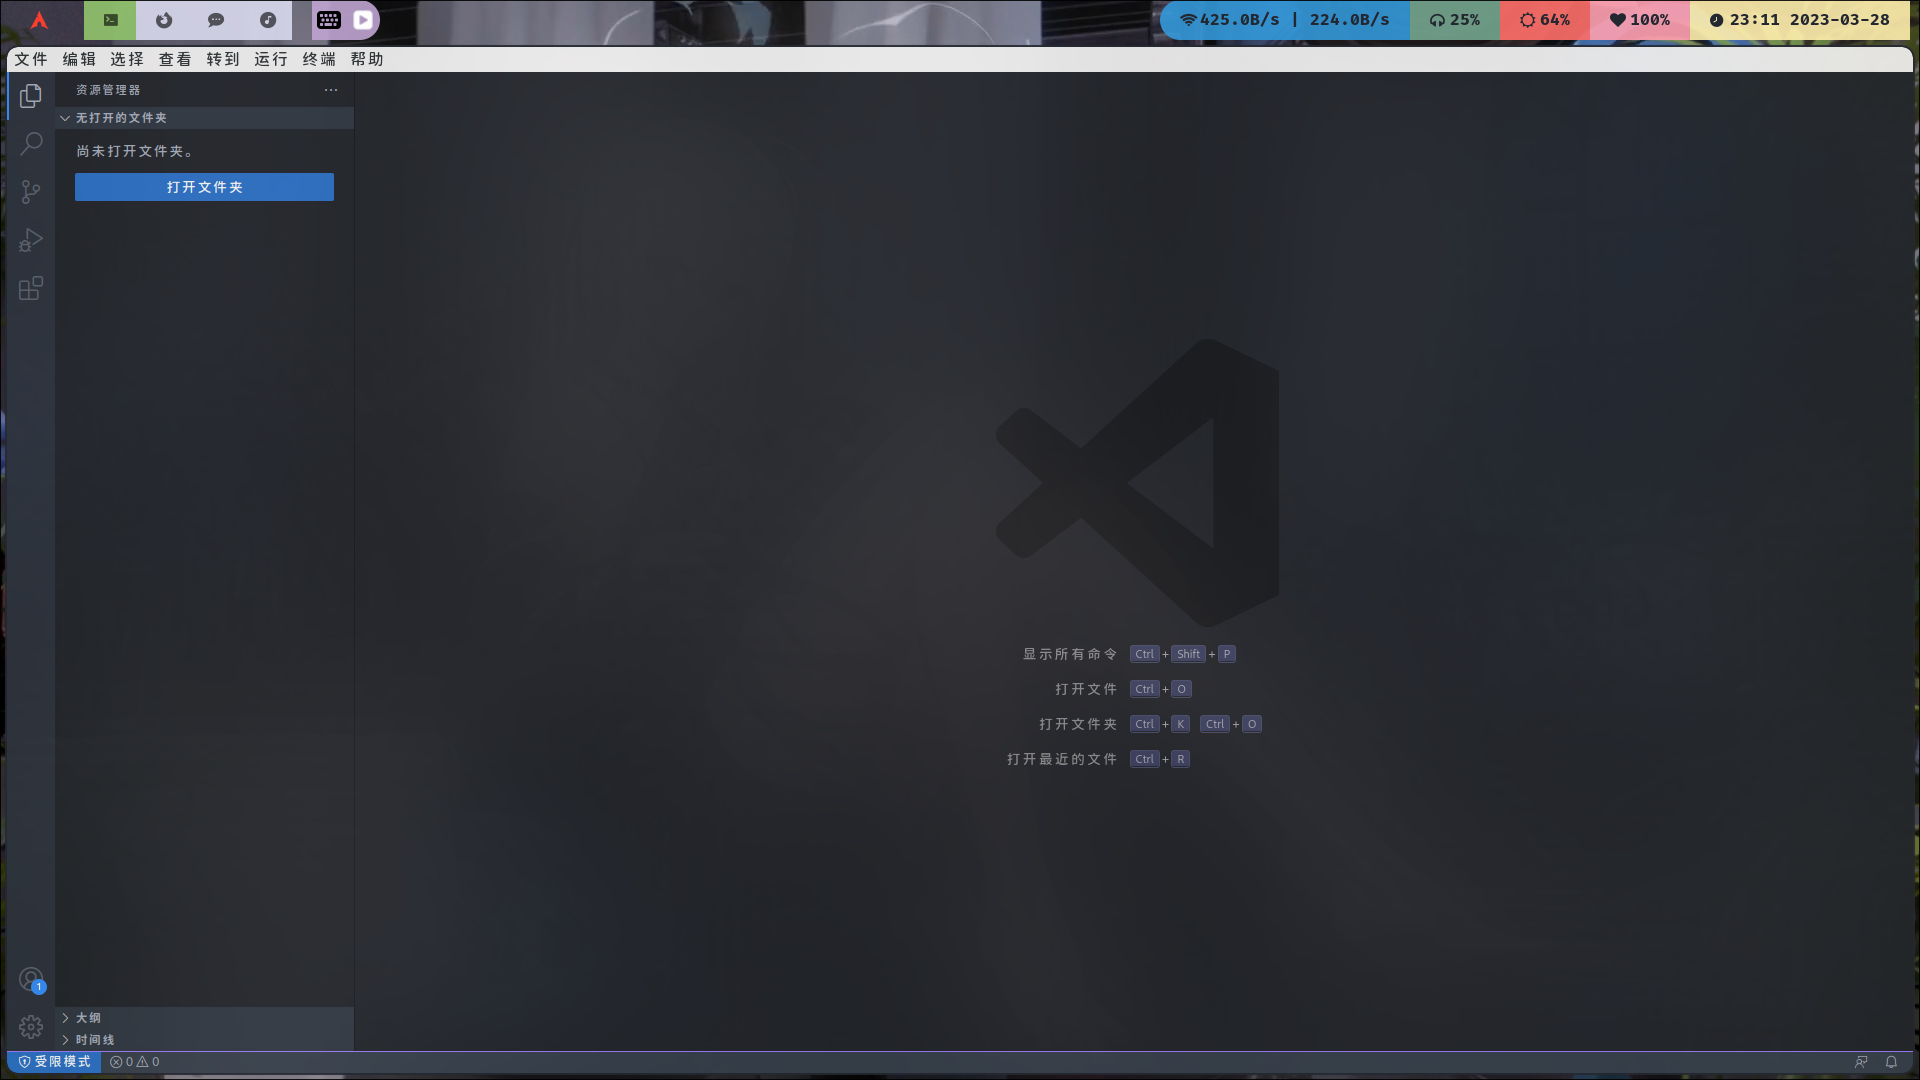 425.0B/s | 224.0B/s 25% 64% 100% 23:11 2023-03-28
文件 编辑 选择 查看 转到 运行 终端 帮助
资源管理器 ···
无打开的文件夹
尚未打开文件夹。
打开文件夹
显示所有命令 Ctrl + Shift + P
打开文件 Ctrl + O
打开文件夹 Ctrl + K Ctrl + O
打开最近的文件 Ctrl + R
1
大纲
时间线
受限模式 0 0